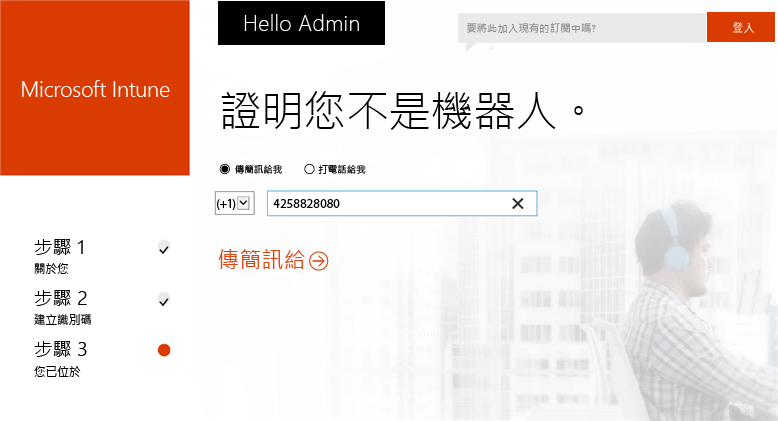 Hello Admin
要將此加入現有的訂閱中嗎?
登入
Microsoft Intune
證明您不是機器人。
傳簡訊給我
打電話給我
(+1)
4258828080
傳簡訊給
步驟 1
關於您
步驟 2
建立識別碼
步驟 3
您已位於